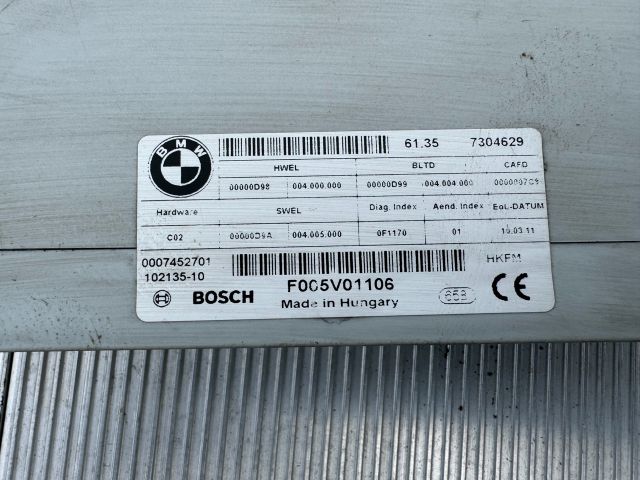 BMW
61.35 7304629
HWEL BLTD CAFD
00000D98 004.000.000 00000D99 004.004.000 000000709
Hardware SWEL Diag. Index Aend. Index EoL-DATUM
C02 00000D9A 004.005.000 0F1170 01 10.03.11
0007452701
102135-10
HKFM
BOSCH F005V01106 658 CE
Made in Hungary